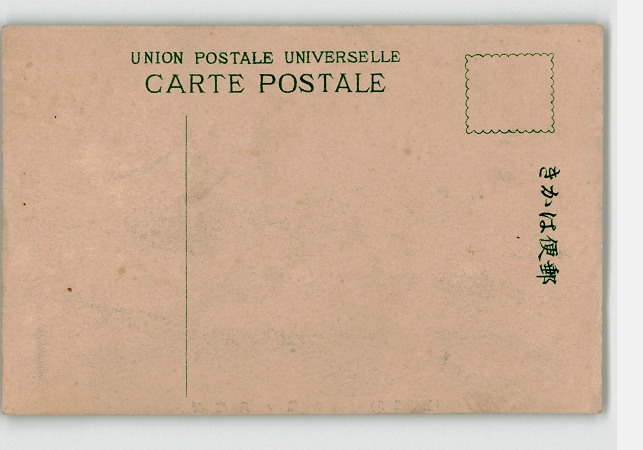 UNION POSTALE UNIVERSELLE
CARTE POSTALE
きかは便郵